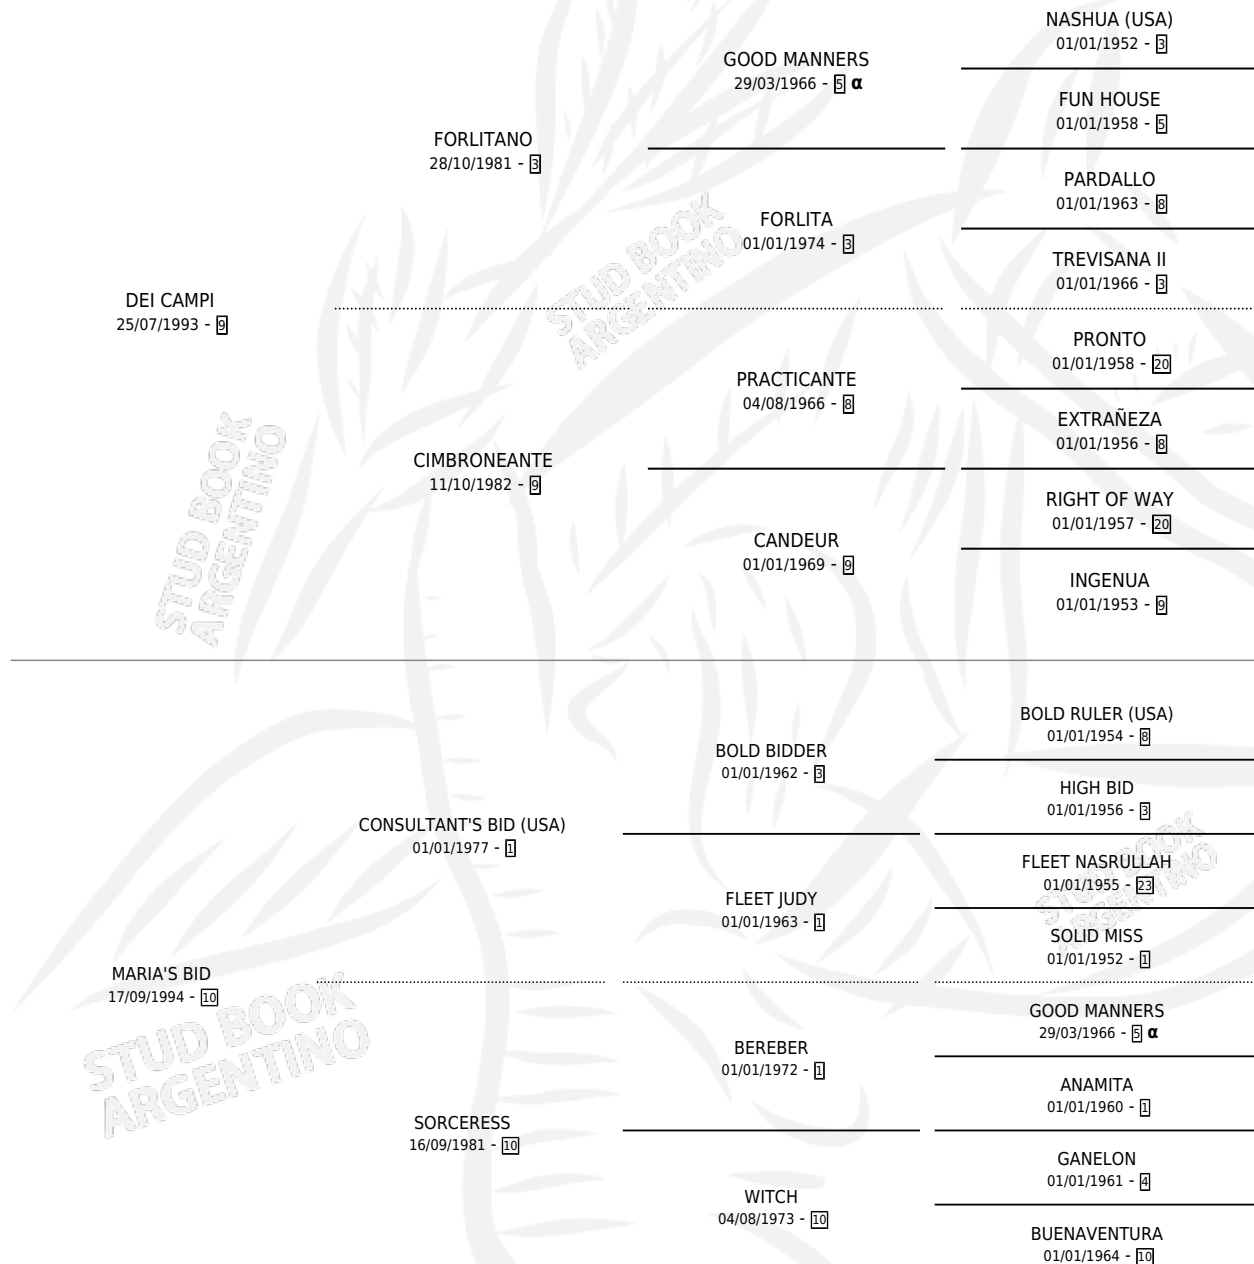 NASHUA (USA)
01/01/1952 - 3
GOOD MANNERS
29/03/1966 - 5 α
FUN HOUSE
01/01/1958 - 5
FORLITANO
28/10/1981 - 3
PARDALLO
01/01/1963 - 8
FORLITA
01/01/1974 - 3
TREVISANA II
01/01/1966 - 3
DEI CAMPI
25/07/1993 - 9
PRONTO
01/01/1958 - 20
PRACTICANTE
04/08/1966 - 8
EXTRAÑEZA
01/01/1956 - 8
CIMBRONEANTE
11/10/1982 - 9
RIGHT OF WAY
01/01/1957 - 20
CANDEUR
01/01/1969 - 9
INGENUA
01/01/1953 - 9
STUD BOOK
ARGENTINO
STUD BOOK
ARGENTINO
BOLD RULER (USA)
01/01/1954 - 8
BOLD BIDDER
01/01/1962 - 3
HIGH BID
01/01/1956 - 3
CONSULTANT'S BID (USA)
01/01/1977 - 1
FLEET NASRULLAH
01/01/1955 - 23
FLEET JUDY
01/01/1963 - 1
SOLID MISS
01/01/1952 - 1
MARIA'S BID
17/09/1994 - 10
GOOD MANNERS
29/03/1966 - 5 α
BEREBER
01/01/1972 - 1
ANAMITA
01/01/1960 - 1
SORCERESS
16/09/1981 - 10
GANELON
01/01/1961 - 4
WITCH
04/08/1973 - 10
BUENAVENTURA
01/01/1964 - 10
STUD BOOK
ARGENTINO
STUD BOOK
ARGENTINO